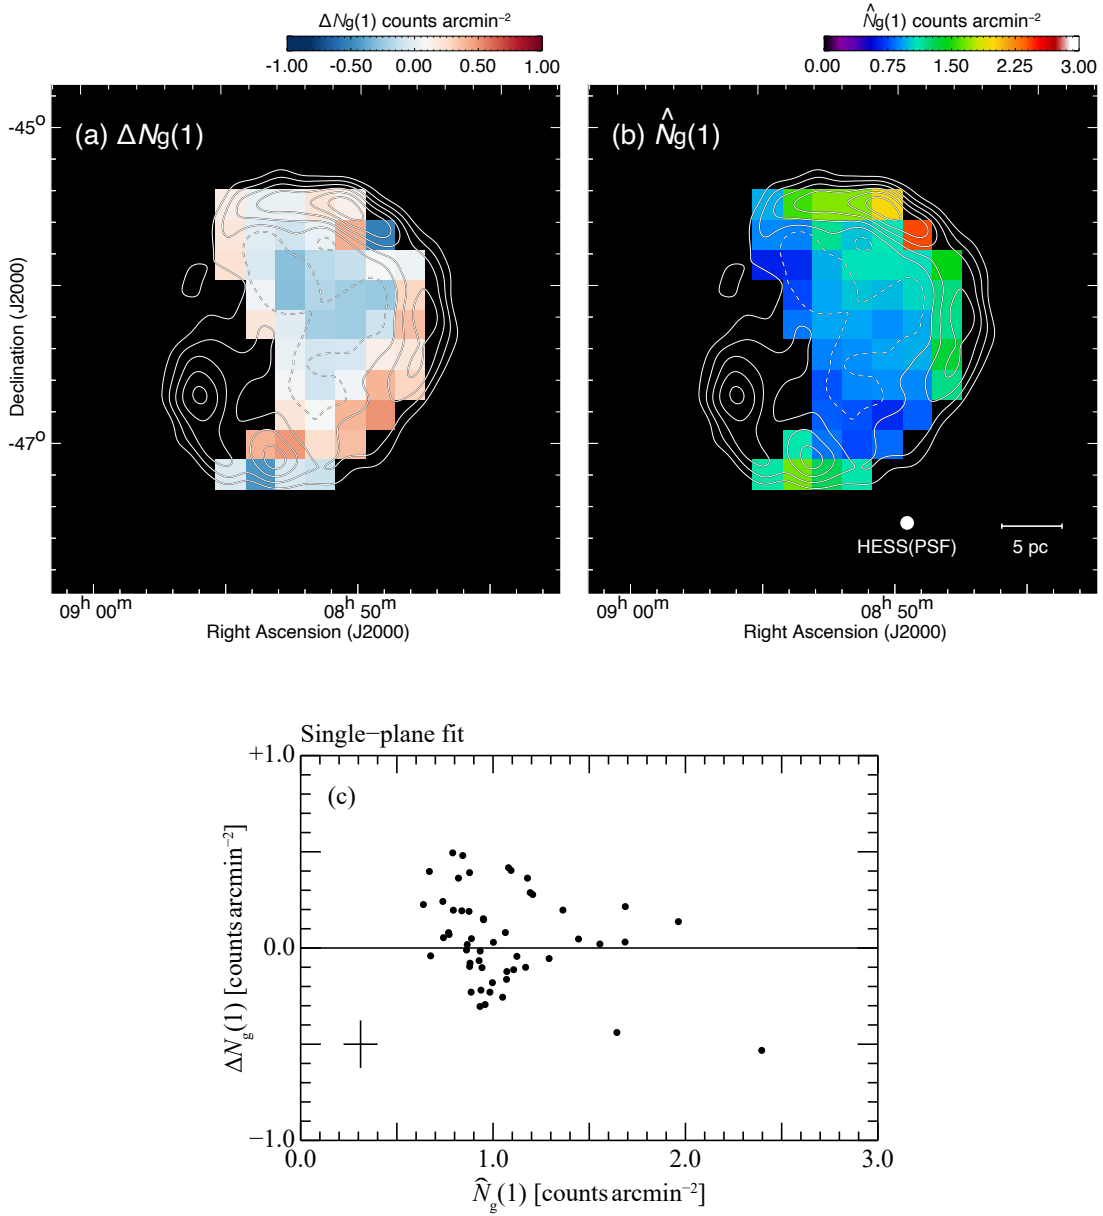 ΔNg(1) counts arcmin⁻²
-1.00 -0.50 0.00 0.50 1.00
N̂g(1) counts arcmin⁻²
0.00 0.75 1.50 2.25 3.00
(a) ΔNg(1)
-45°
-47°
Declination (J2000)
09ʰ 00ᵐ 08ʰ 50ᵐ
Right Ascension (J2000)
(b) N̂g(1)
HESS(PSF) 5 pc
09ʰ 00ᵐ 08ʰ 50ᵐ
Right Ascension (J2000)
Single−plane fit
(c)
+1.0
0.0
−1.0
ΔNg(1) [counts arcmin⁻²]
0.0 1.0 2.0 3.0
N̂g(1) [counts arcmin⁻²]